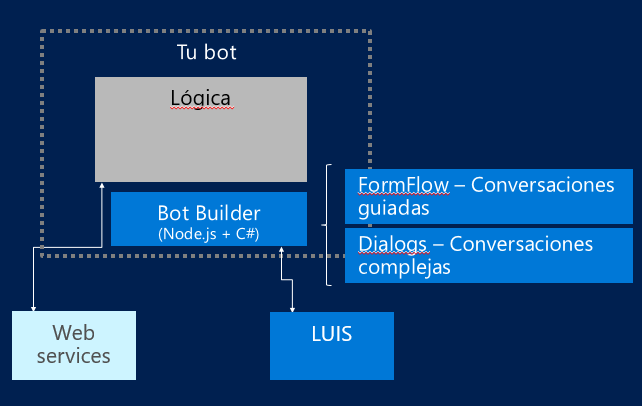 Tu bot
Lógica
FormFlow – Conversaciones
guiadas
Bot Builder
(Node.js + C#)
Dialogs – Conversaciones
complejas
Web
services
LUIS